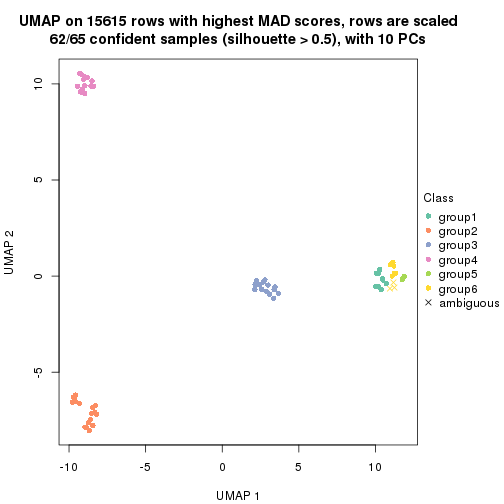 UMAP on 15615 rows with highest MAD scores, rows are scaled
62/65 confident samples (silhouette > 0.5), with 10 PCs
10
5
0
-5
UMAP 2
-10
-5
0
5
10
UMAP 1
Class
group1
group2
group3
group4
group5
group6
ambiguous